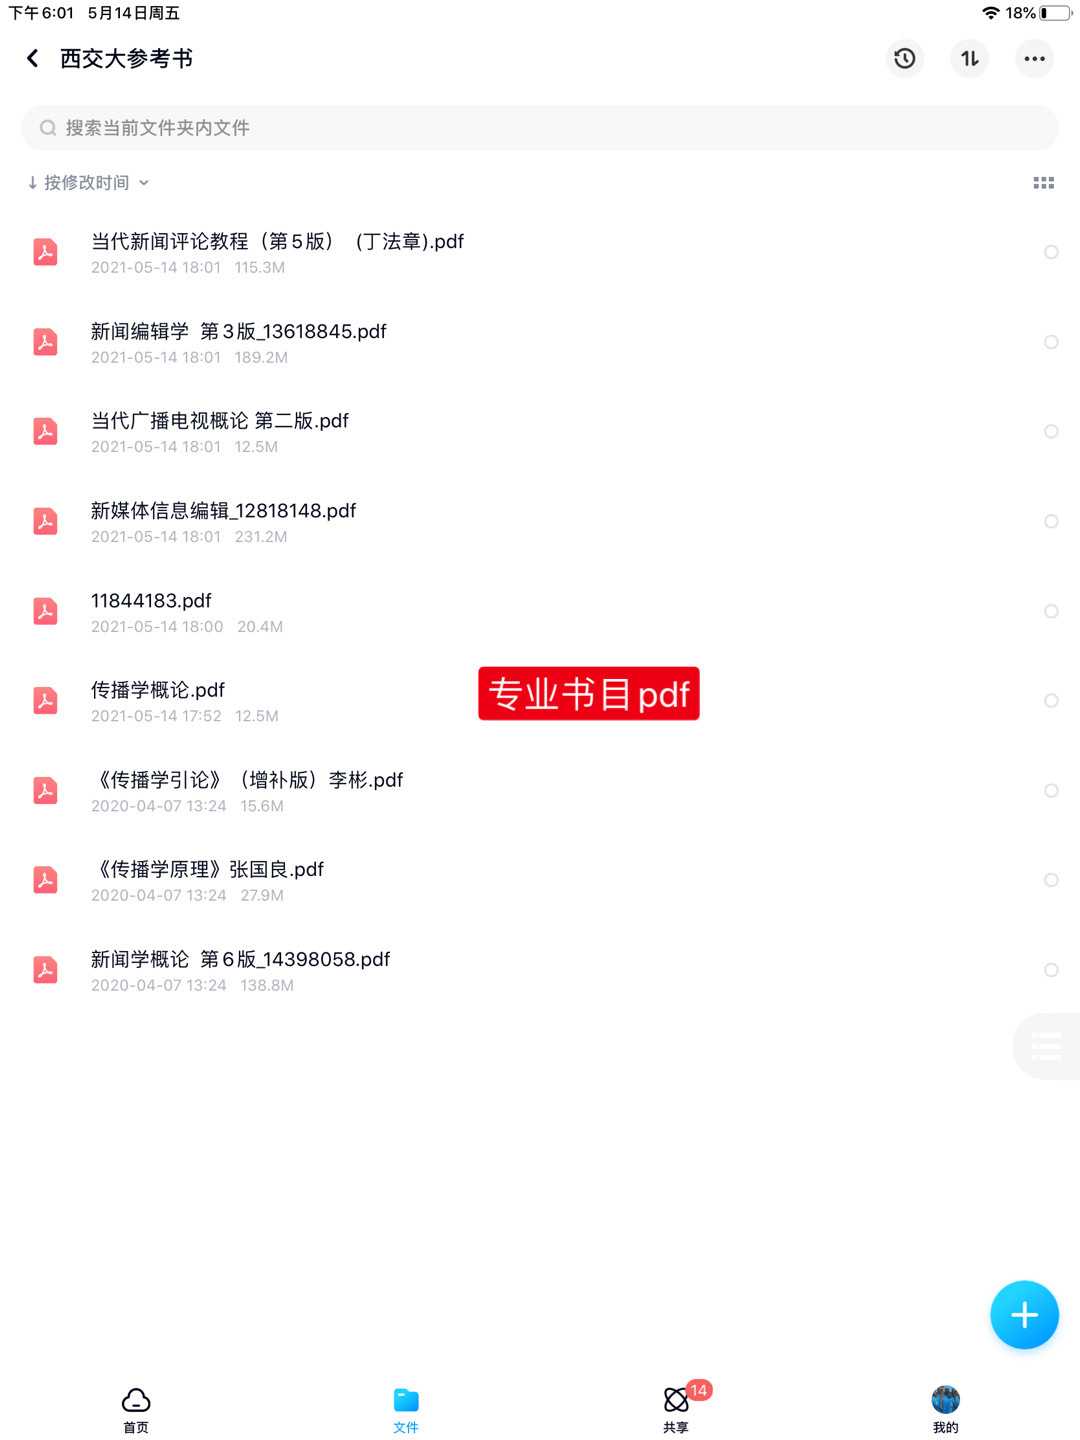 下午6:01 5月14日周五 18%
西交大参考书
搜索当前文件夹内文件
按修改时间
当代新闻评论教程（第5版） (丁法章).pdf
2021-05-14 18:01 115.3M
新闻编辑学 第3版_13618845.pdf
2021-05-14 18:01 189.2M
当代广播电视概论 第二版.pdf
2021-05-14 18:01 12.5M
新媒体信息编辑_12818148.pdf
2021-05-14 18:01 231.2M
11844183.pdf
2021-05-14 18:00 20.4M
传播学概论.pdf
2021-05-14 17:52 12.5M
专业书目pdf
《传播学引论》（增补版）李彬.pdf
2020-04-07 13:24 15.6M
《传播学原理》张国良.pdf
2020-04-07 13:24 27.9M
新闻学概论 第6版_14398058.pdf
2020-04-07 13:24 138.8M
14
首页 文件 共享 我的